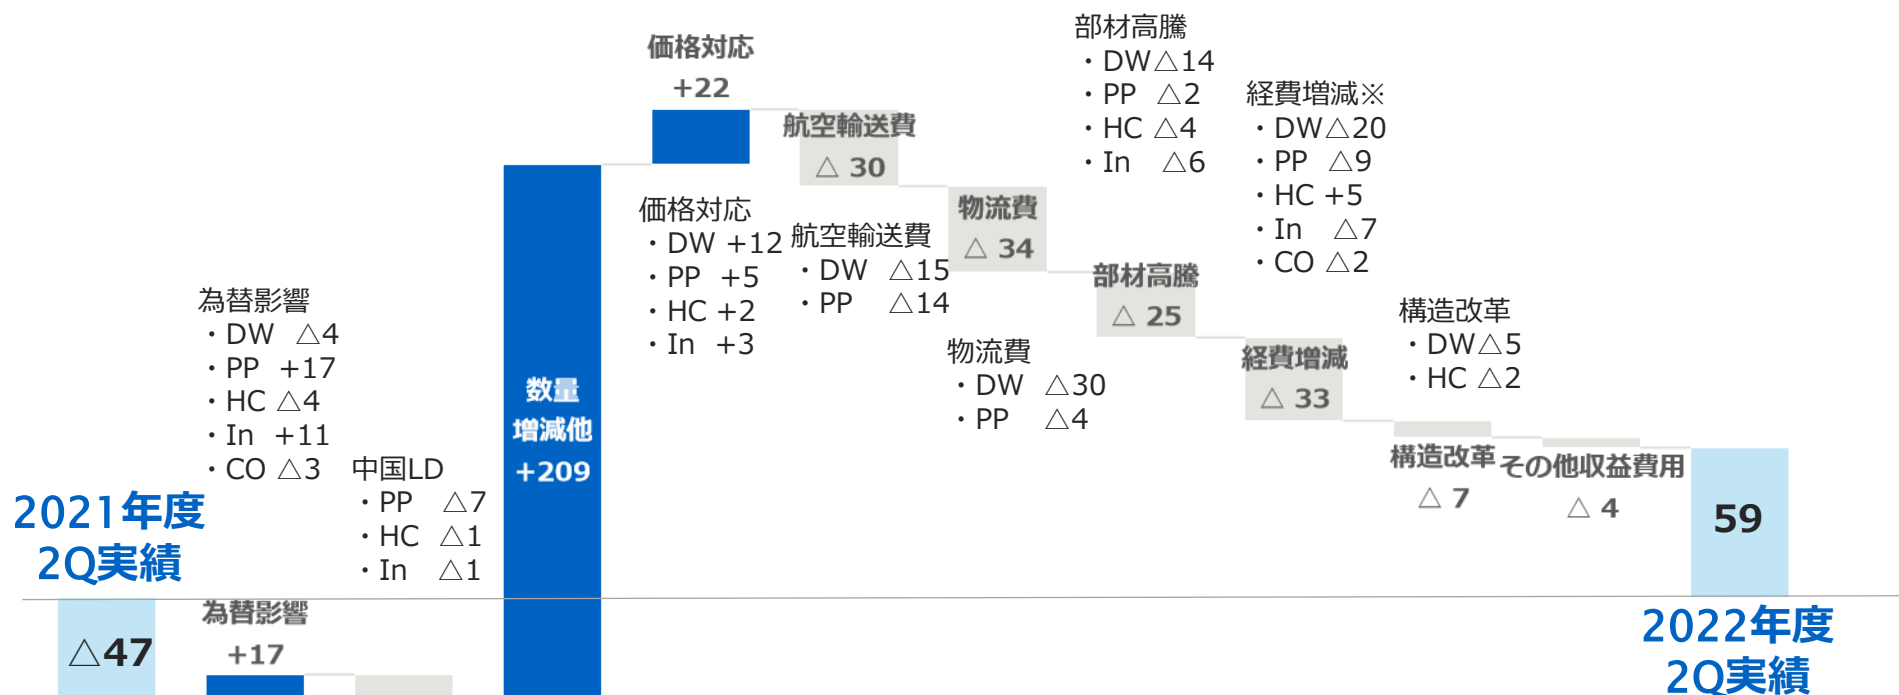 部材高騰
・DW△14
・PP △2
・HC △4
・In △6
価格対応
+22
経費増減※
・DW△20
・PP △9
・HC +5
・In △7
・CO △2
航空輸送費
△ 30
物流費
△ 34
価格対応
・DW +12
・PP +5
・HC +2
・In +3
航空輸送費
・DW △15
・PP △14
部材高騰
△ 25
為替影響
・DW △4
・PP +17
・HC △4
・In +11
・CO △3
構造改革
・DW△5
・HC △2
物流費
・DW △30
・PP △4
経費増減
△ 33
数量
増減他
+209
中国LD
・PP △7
・HC △1
・In △1
構造改革
△ 7
その他収益費用
△ 4
2021年度
2Q実績
59
為替影響
+17
△47
2022年度
2Q実績